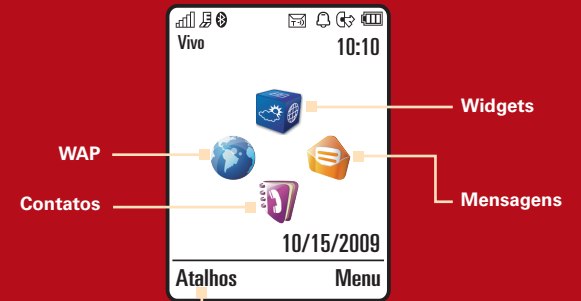 Vivo
10:10
Widgets
WAP
Mensagens
Contatos
10/15/2009
Atalhos
Menu